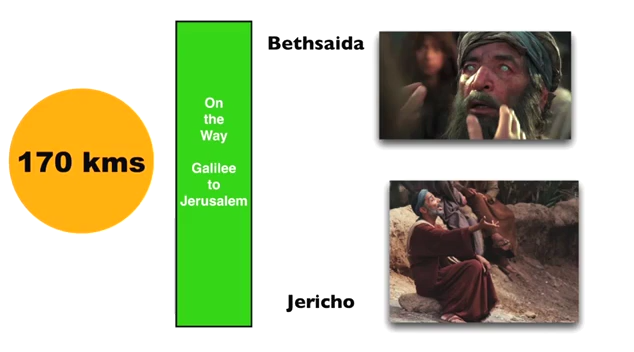 170 kms
On
the
Way
Galilee
to
Jerusalem
Bethsaida
Jericho